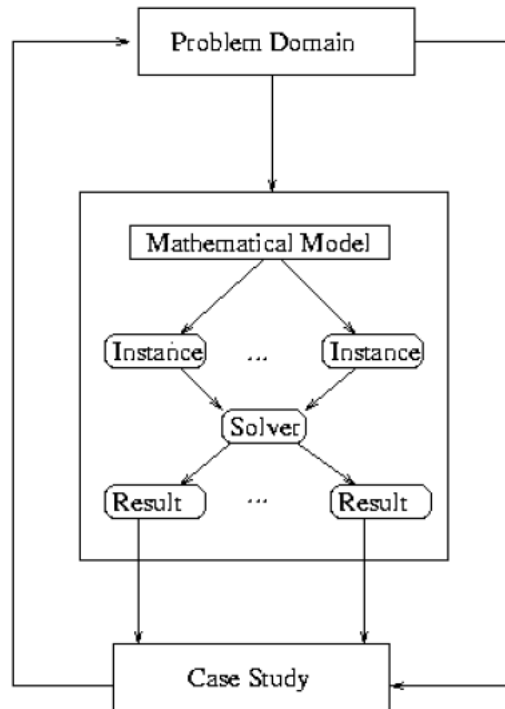 Problem Domain
Mathematical Model
Instance ... Instance
Solver
Result ... Result
Case Study